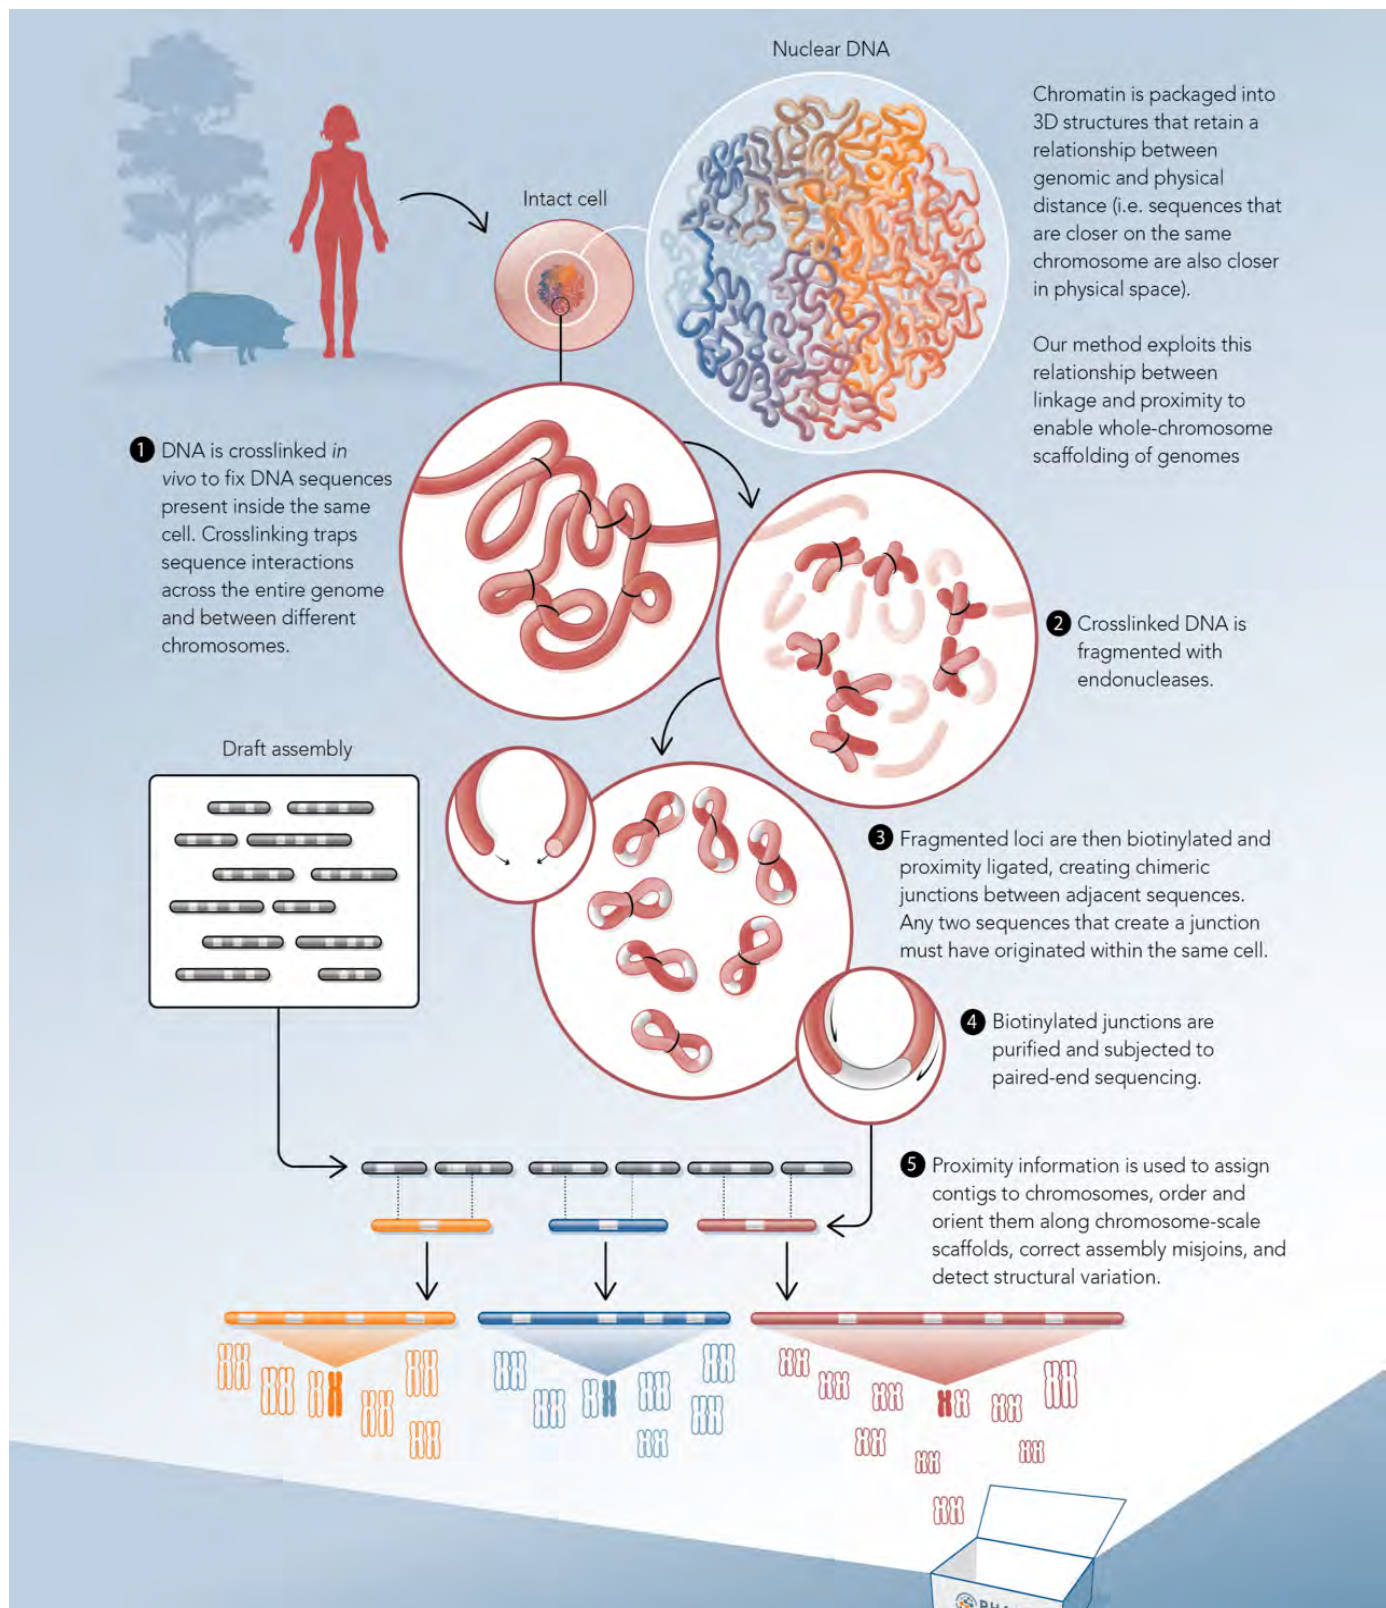 Nuclear DNA
Chromatin is packaged into
3D structures that retain a
relationship between
genomic and physical
distance (i.e. sequences that
are closer on the same
chromosome are also closer
in physical space).
Our method exploits this
relationship between
linkage and proximity to
enable whole-chromosome
scaffolding of genomes
Intact cell
1 DNA is crosslinked in
vivo to fix DNA sequences
present inside the same
cell. Crosslinking traps
sequence interactions
across the entire genome
and between different
chromosomes.
2 Crosslinked DNA is
fragmented with
endonucleases.
Draft assembly
3 Fragmented loci are then biotinylated and
proximity ligated, creating chimeric
junctions between adjacent sequences.
Any two sequences that create a junction
must have originated within the same cell.
4 Biotinylated junctions are
purified and subjected to
paired-end sequencing.
5 Proximity information is used to assign
contigs to chromosomes, order and
orient them along chromosome-scale
scaffolds, correct assembly misjoins, and
detect structural variation.